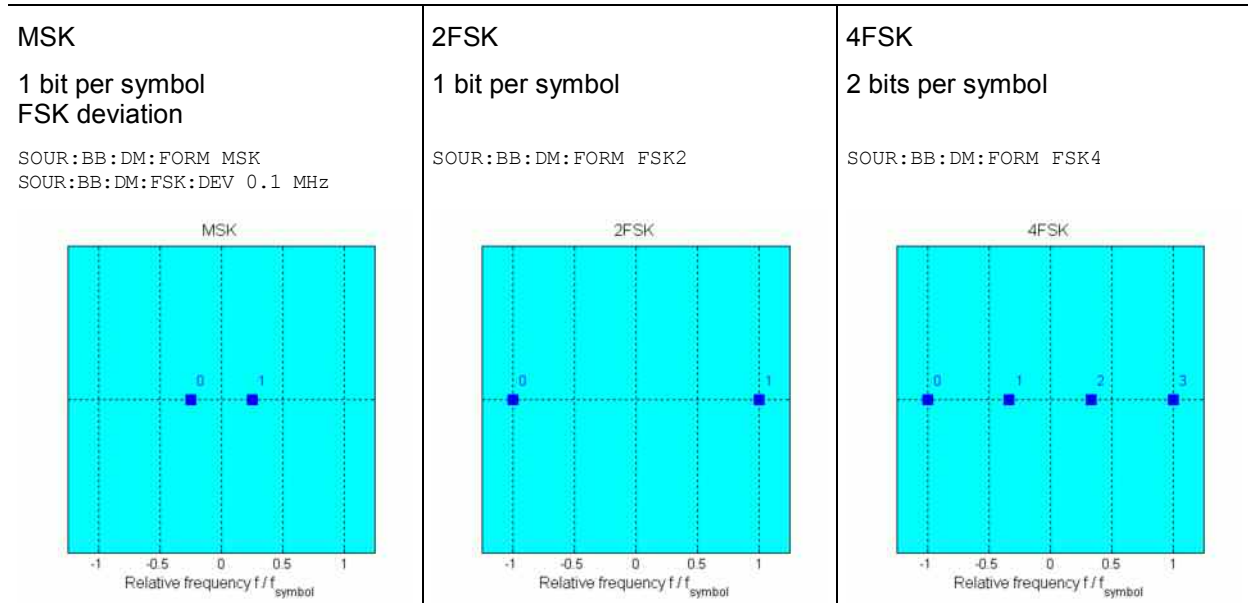 MSK
1 bit per symbol
FSK deviation
SOUR:BB:DM:FORM MSK
SOUR:BB:DM:FSK:DEV 0.1 MHz
MSK
0 1
-1 -0.5 0 0.5 1
Relative frequency f / f symbol
2FSK
1 bit per symbol
SOUR:BB:DM:FORM FSK2
2FSK
0 1
-1 -0.5 0 0.5 1
Relative frequency f / f symbol
4FSK
2 bits per symbol
SOUR:BB:DM:FORM FSK4
4FSK
0 1 2 3
-1 -0.5 0 0.5 1
Relative frequency f / f symbol